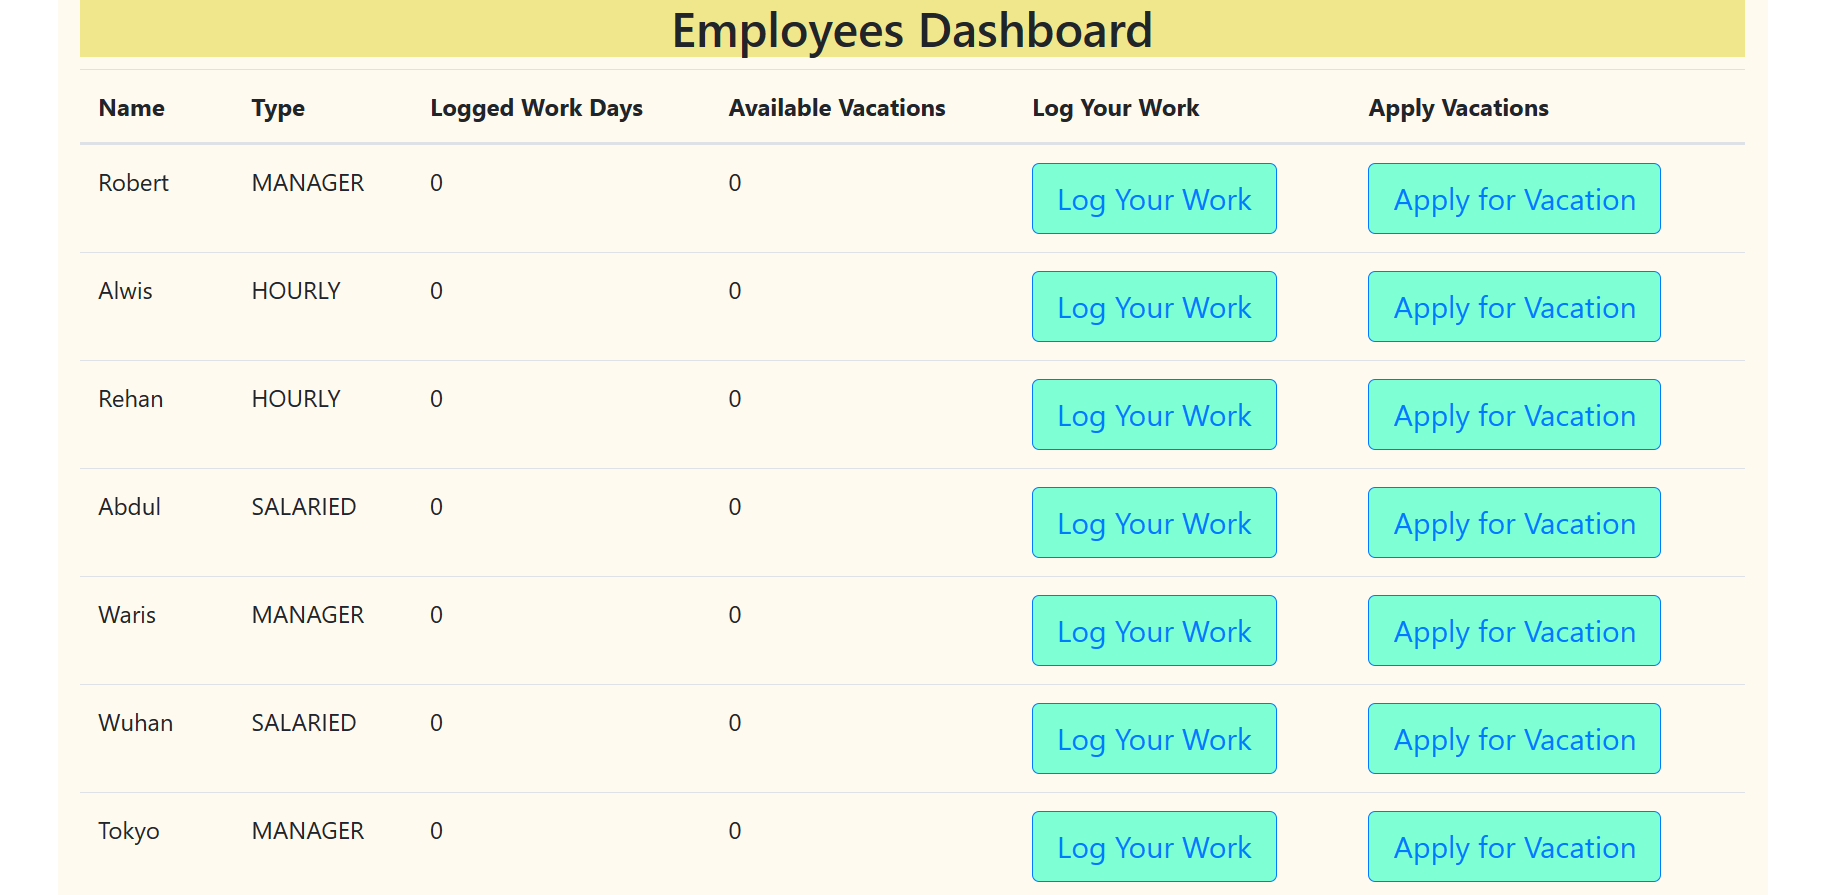 Employees Dashboard
Name Type Logged Work Days Available Vacations Log Your Work Apply Vacations
Robert MANAGER 0 0 Log Your Work Apply for Vacation
Alwis HOURLY 0 0 Log Your Work Apply for Vacation
Rehan HOURLY 0 0 Log Your Work Apply for Vacation
Abdul SALARIED 0 0 Log Your Work Apply for Vacation
Waris MANAGER 0 0 Log Your Work Apply for Vacation
Wuhan SALARIED 0 0 Log Your Work Apply for Vacation
Tokyo MANAGER 0 0 Log Your Work Apply for Vacation